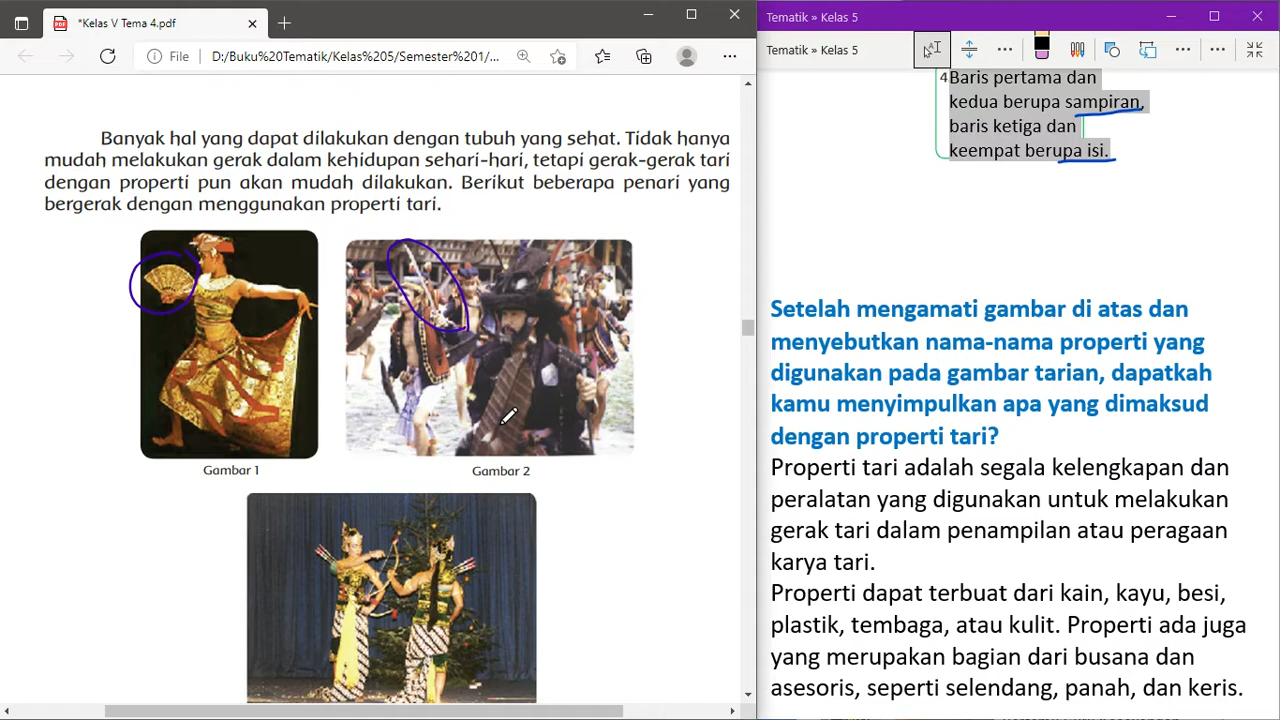 *Kelas V Tema 4.pdf
File
D:/Buku%20Tematik/Kelas%205/Semester%201/...
Banyak hal yang dapat dilakukan dengan tubuh yang sehat. Tidak hanya
mudah melakukan gerak dalam kehidupan sehari-hari, tetapi gerak-gerak tari
dengan properti pun akan mudah dilakukan. Berikut beberapa penari yang
bergerak dengan menggunakan properti tari.
Gambar 1
Gambar 2
Tematik » Kelas 5
Tematik » Kelas 5
4 Baris pertama dan
kedua berupa sampiran,
baris ketiga dan
keempat berupa isi.
Setelah mengamati gambar di atas dan
menyebutkan nama-nama properti yang
digunakan pada gambar tarian, dapatkah
kamu menyimpulkan apa yang dimaksud
dengan properti tari?
Properti tari adalah segala kelengkapan dan
peralatan yang digunakan untuk melakukan
gerak tari dalam penampilan atau peragaan
karya tari.
Properti dapat terbuat dari kain, kayu, besi,
plastik, tembaga, atau kulit. Properti ada juga
yang merupakan bagian dari busana dan
asesoris, seperti selendang, panah, dan keris.